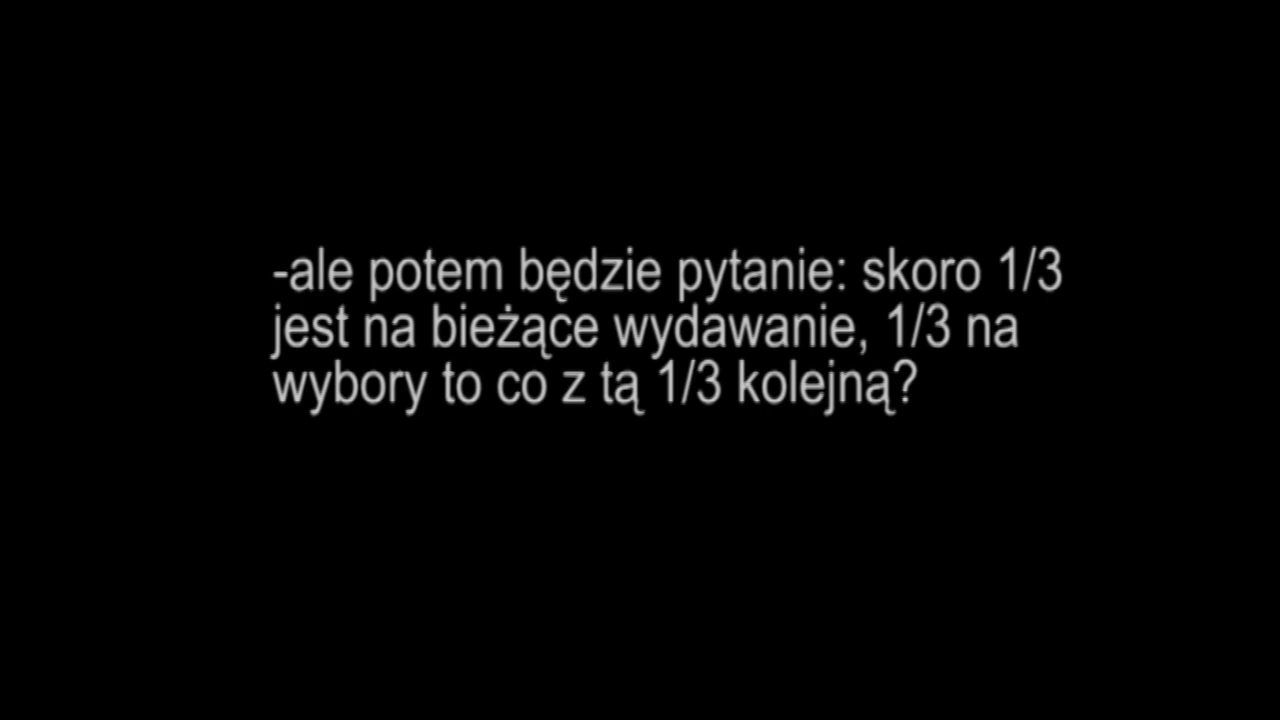 -ale potem będzie pytanie: skoro 1/3
jest na bieżące wydawanie, 1/3 na
wybory to co z tą 1/3 kolejną?